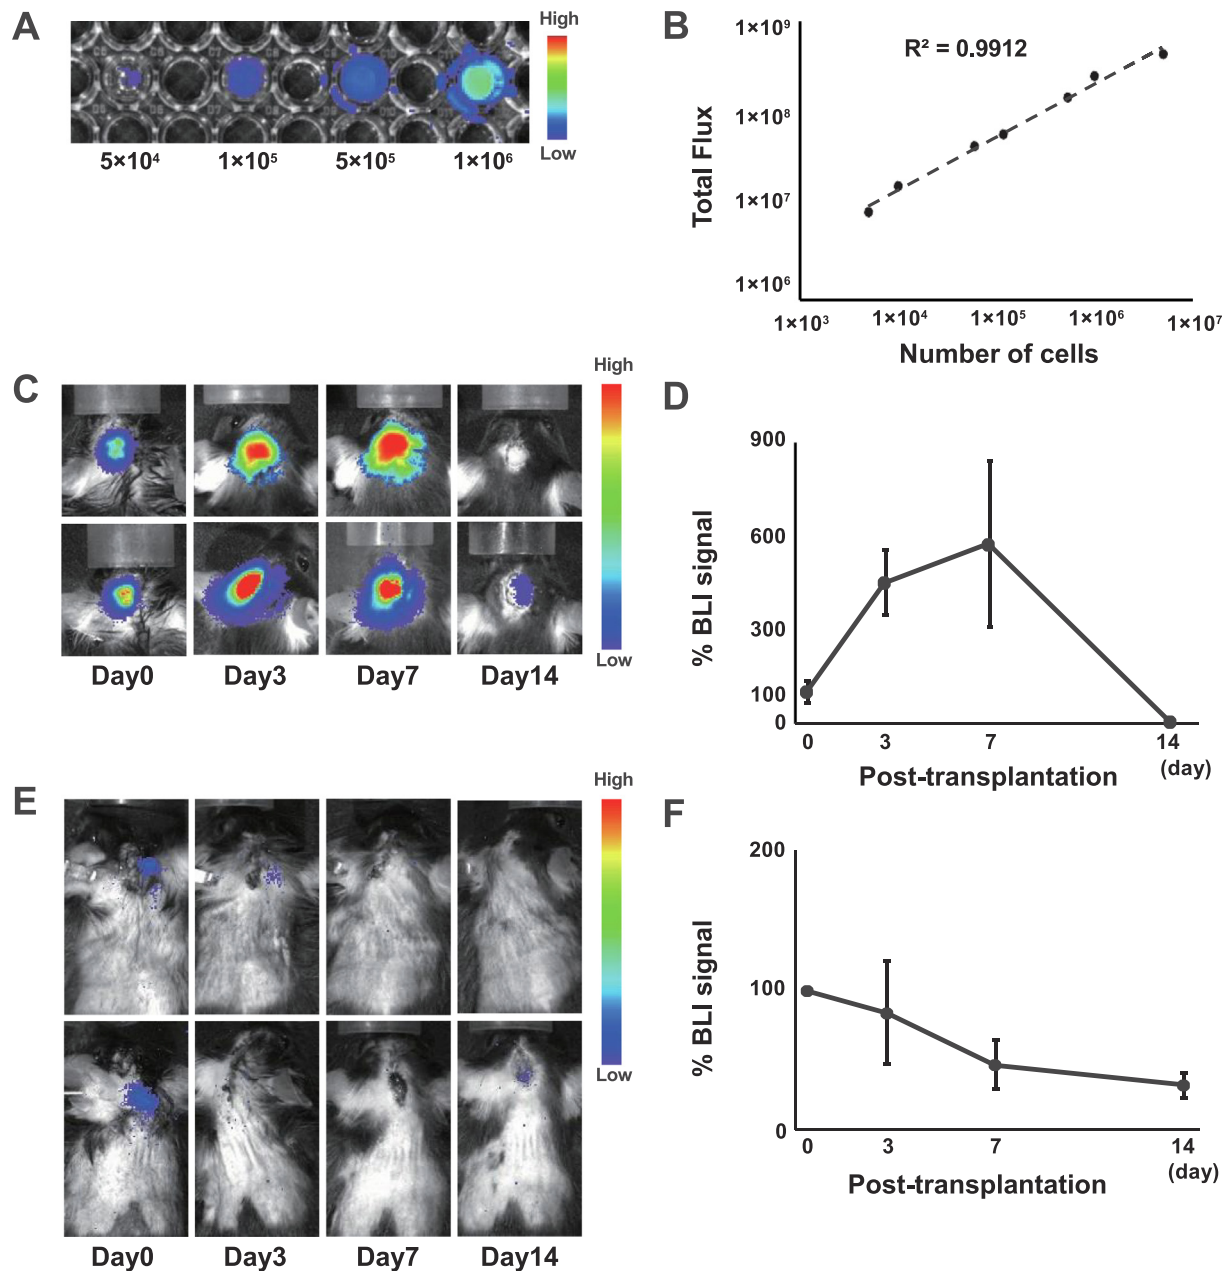 A
High
Low
5×10⁴ 1×10⁵ 5×10⁵ 1×10⁶
B
R² = 0.9912
Total Flux
1×10⁹
1×10⁸
1×10⁷
1×10⁶
1×10³ 1×10⁴ 1×10⁵ 1×10⁶ 1×10⁷
Number of cells
C
High
Low
Day0 Day3 Day7 Day14
D
% BLI signal
900
600
300
100
0
0 3 7 14
(day)
Post-transplantation
E
High
Low
Day0 Day3 Day7 Day14
F
% BLI signal
200
100
0
0 3 7 14
(day)
Post-transplantation